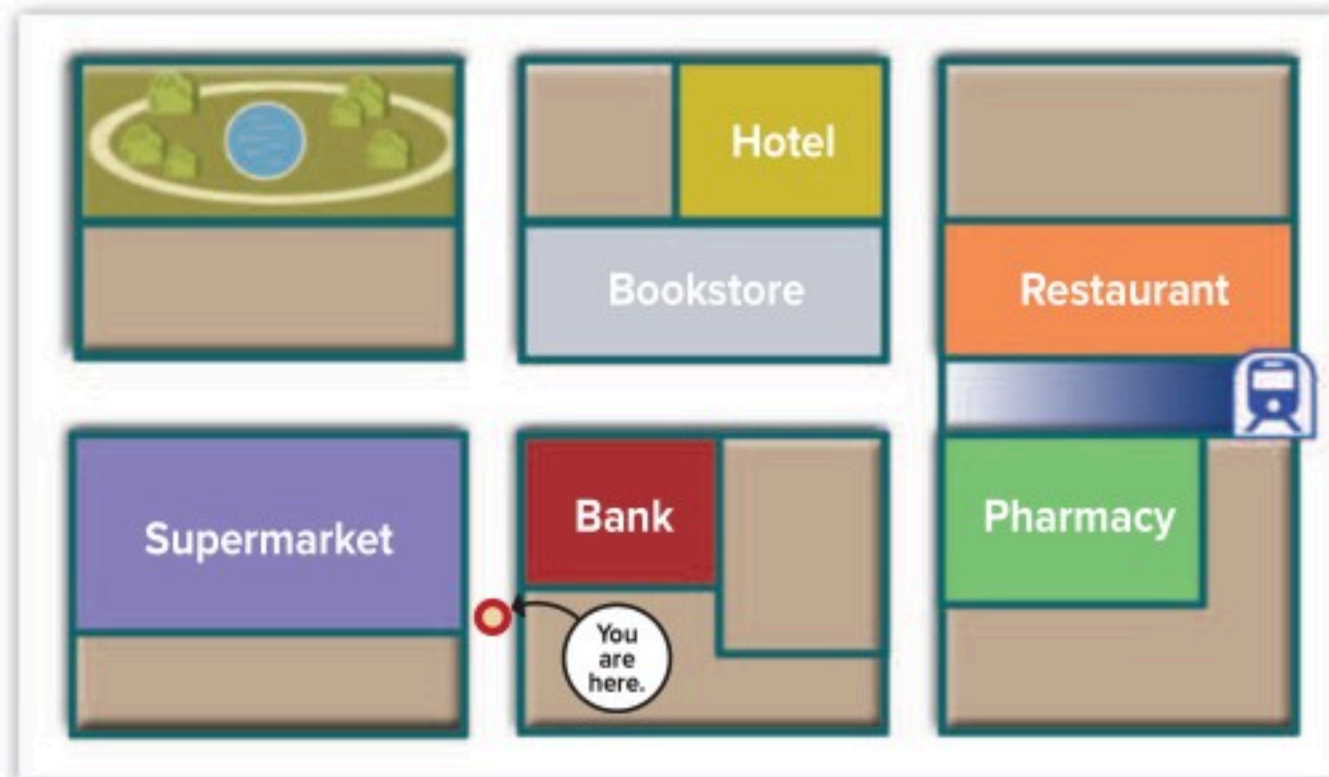 Hotel
Bookstore
Restaurant
Supermarket
Bank
Pharmacy
You
are
here.